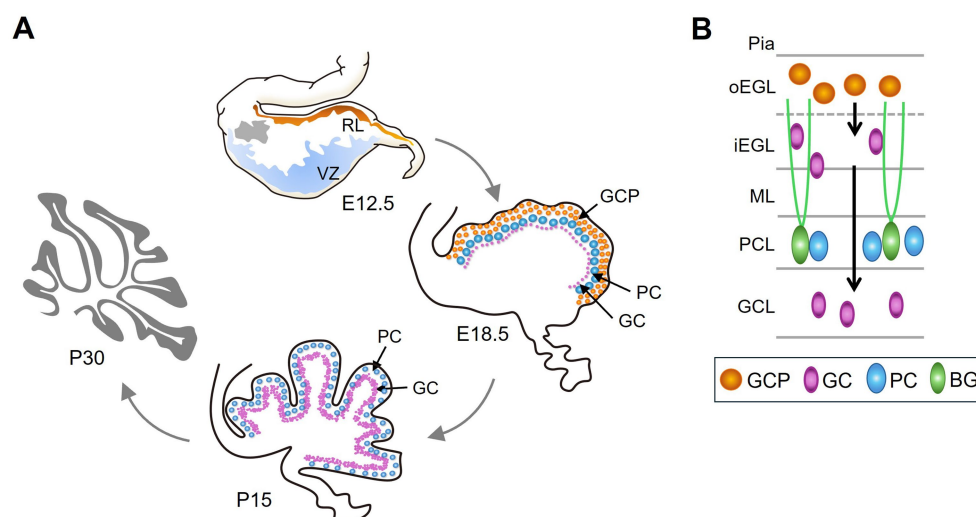 A
RL
VZ
E12.5
GCP
PC
GC
E18.5
PC
GC
P15
P30
B
Pia
oEGL
iEGL
ML
PCL
GCL
GCP GC PC BG